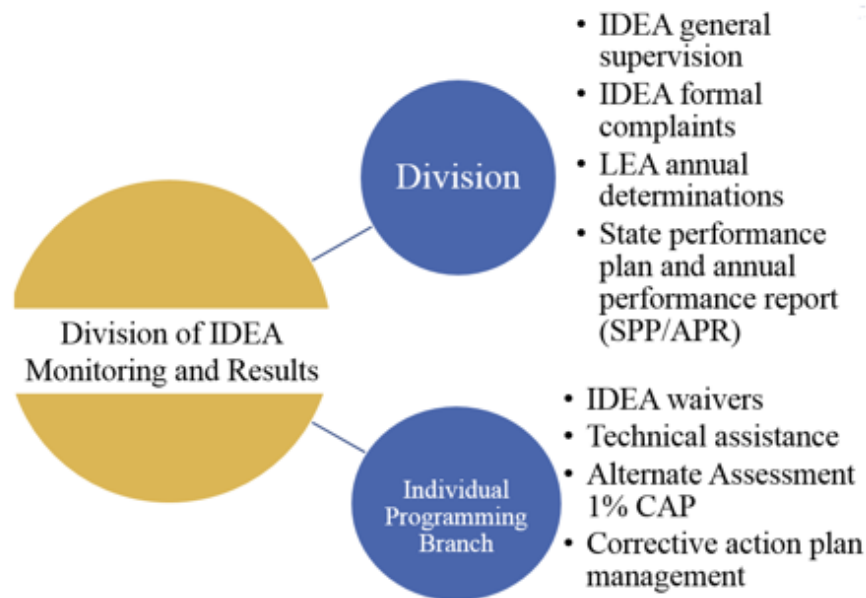 Division of IDEA
Monitoring and Results
Division
• IDEA general
supervision
• IDEA formal
complaints
• LEA annual
determinations
• State performance
plan and annual
performance report
(SPP/APR)
Individual
Programming
Branch
• IDEA waivers
• Technical assistance
• Alternate Assessment
1% CAP
• Corrective action plan
management